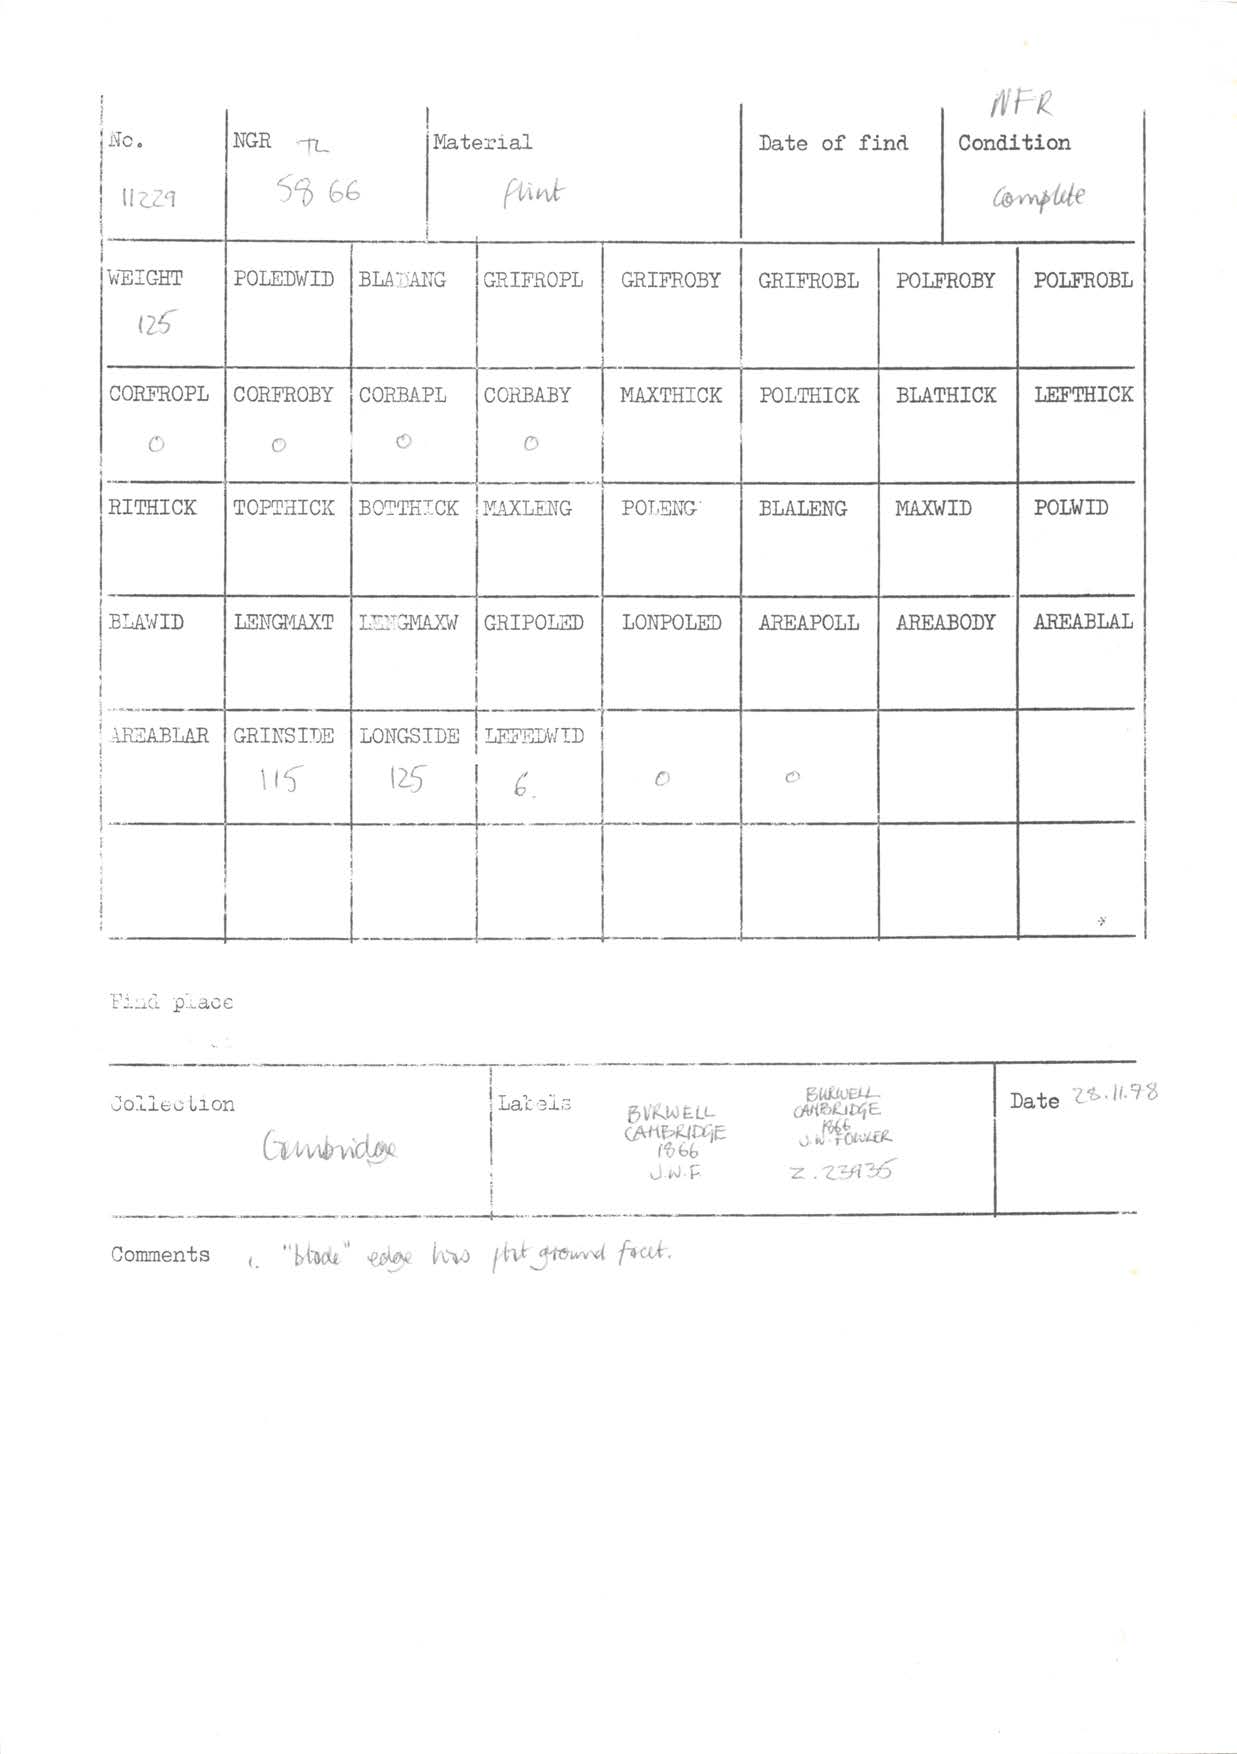 NFR
No. NGR TL Material Date of find Condition
11229 58 66 flint Complete
WEIGHT POLEDWID BLADANG GRIFROPL GRIFROBY GRIFROBL POLFROBY POLFROBL
125
CORFROPL CORFROBY CORBAPL CORBABY MAXTHICK POLTHICK BLATHICK LEFTHICK
0 0 0 0
RITHICK TOPTHICK BOTTHICK MAXLENG POLENG BLALENG MAXWID POLWID
BLAWID LENGMAXT LENGMAXW GRIPOLED LONPOLED AREAPOLL AREABODY AREABLAL
AREABLAR GRINSIDE LONGSIDE LEFEDWID
115 125 6. 0 0
Find place
Collection
Cambridge
Labels
BURWELL
CAMBRIDGE
1866
J.W.F.
BURWELL
CAMBRIDGE
1866
J.W. FOWLER
Z. 23935
Date 28.11.98
Comments 1. "blade" edge has flat ground facet.